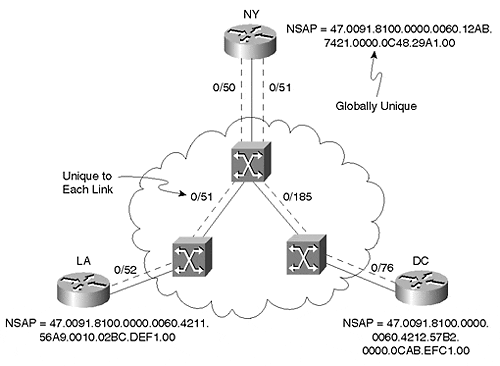 NY
NSAP = 47.0091.8100.0000.0060.12AB.
7421.0000.0C48.29A1.00
0/50
0/51
Globally Unique
Unique to
Each Link
0/51
0/185
LA
0/52
0/76
DC
NSAP = 47.0091.8100.0000.0060.4211.
56A9.0010.02BC.DEF1.00
NSAP = 47.0091.8100.0000.
0060.4212.57B2.
0000.0CAB.EFC1.00